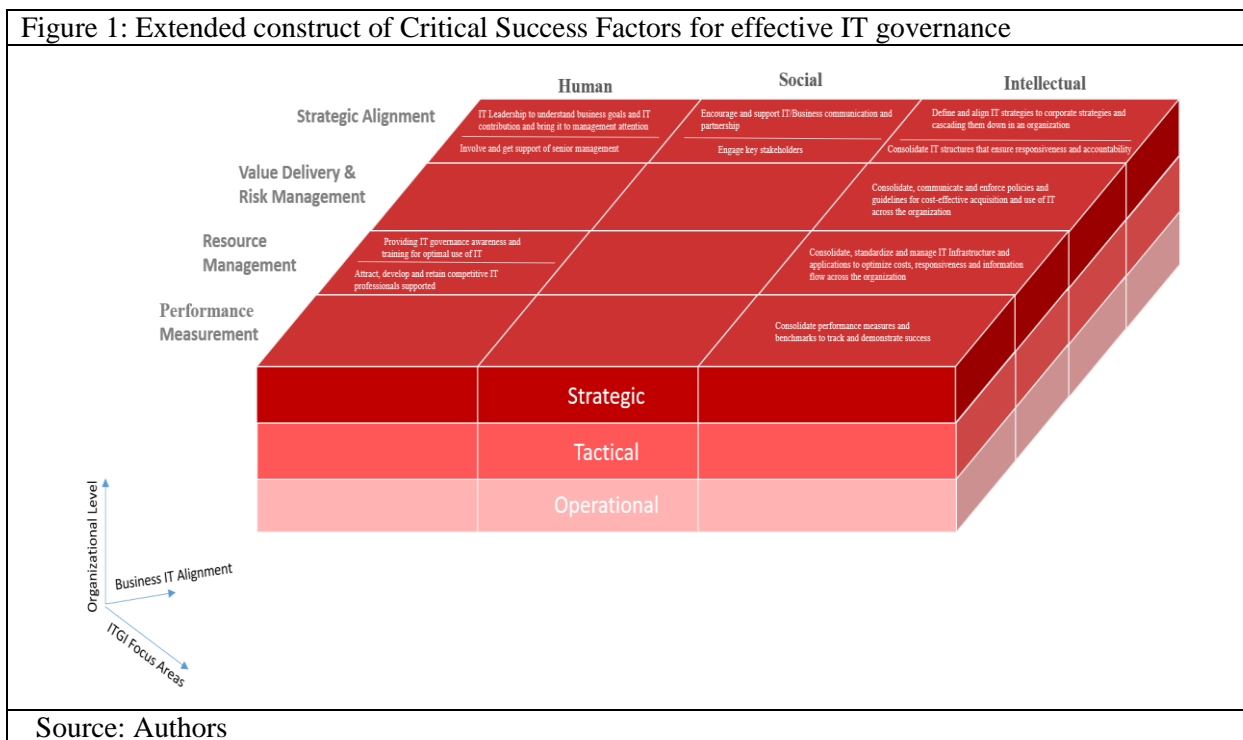 Figure 1: Extended construct of Critical Success Factors for effective IT governance
Human
Social
Intellectual
Strategic Alignment
IT Leadership to understand business goals and IT
contribution and bring it to management attention
Involve and get support of senior management
Encourage and support IT/Business communication and
partnership
Engage key stakeholders
Define and align IT strategies to corporate strategies and
cascading them down in an organization
Consolidate IT structures that ensure responsiveness and accountability
Value Delivery &
Risk Management
Consolidate, communicate and enforce policies and
guidelines for cost-effective acquisition and use of IT
across the organization
Resource
Management
Providing IT governance awareness and
training for optimal use of IT
Attract, develop and retain competitive IT
professionals supported
Consolidate, standardize and manage IT Infrastructure and
applications to optimize costs, responsiveness and information
flow across the organization
Performance
Measurement
Consolidate performance measures and
benchmarks to track and demonstrate success
Strategic
Tactical
Operational
Organizational Level
Business IT Alignment
ITGI Focus Areas
Source: Authors